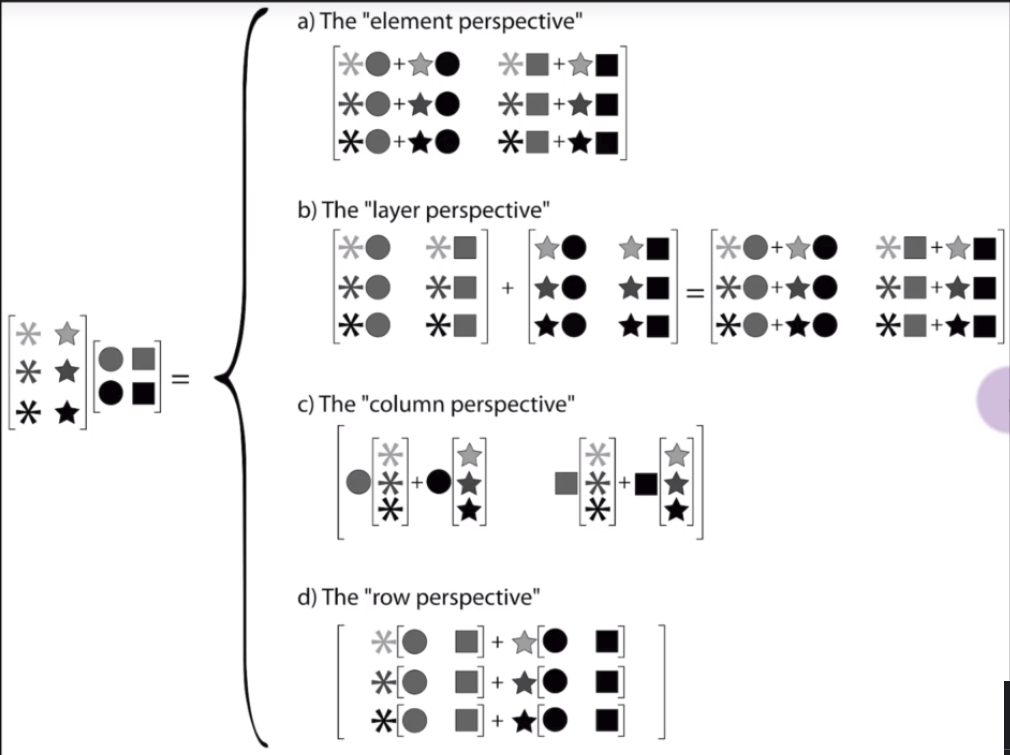 a) The "element perspective"
b) The "layer perspective"
c) The "column perspective"
d) The "row perspective"